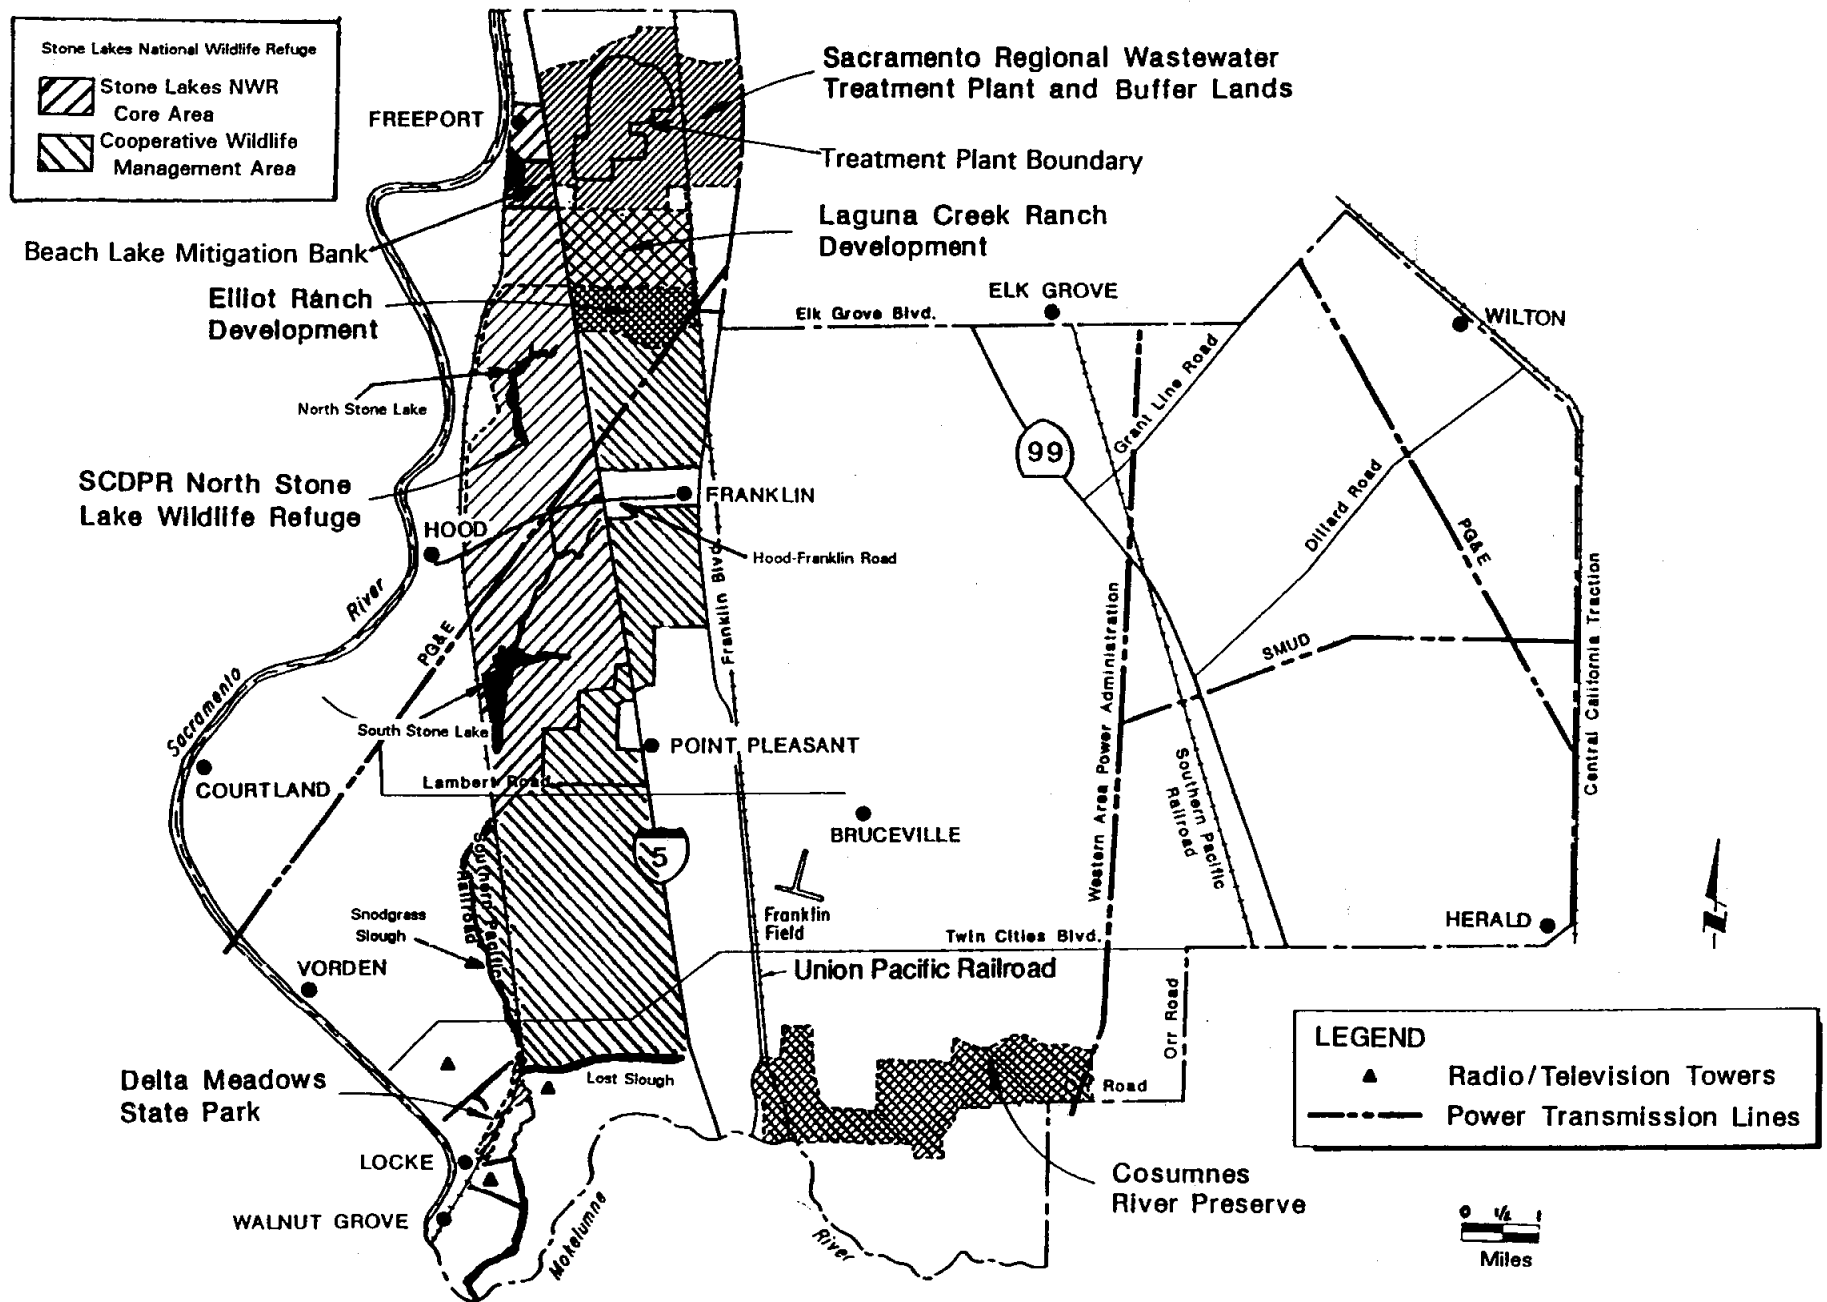 Stone Lakes National Wildlife Refuge
Stone Lakes NWR
Core Area
Cooperative Wildlife
Management Area
FREEPORT
Sacramento Regional Wastewater
Treatment Plant and Buffer Lands
Treatment Plant Boundary
Laguna Creek Ranch
Development
Beach Lake Mitigation Bank
Elliot Ranch
Development
ELK GROVE
Elk Grove Blvd.
WILTON
North Stone Lake
Grant Line Road
99
SCDPR North Stone
Lake Wildlife Refuge
FRANKLIN
HOOD
Hood-Franklin Road
Franklin Blvd.
Dillard Road
PG&E
River
PG&E
Sacramento
Western Area Power Administration
SMUD
Central California Traction
South Stone Lake
POINT PLEASANT
COURTLAND
Lambert Road
Southern Pacific
Railroad
BRUCEVILLE
5
Southern Pacific
Railroad
Franklin
Field
Snodgrass
Slough
HERALD
Twin Cities Blvd.
VORDEN
Union Pacific Railroad
Orr Road
LEGEND
Radio/Television Towers
Power Transmission Lines
Lost Slough
Road
Delta Meadows
State Park
LOCKE
WALNUT GROVE
Mokelumne
River
Cosumnes
River Preserve
0 1/2 1
Miles